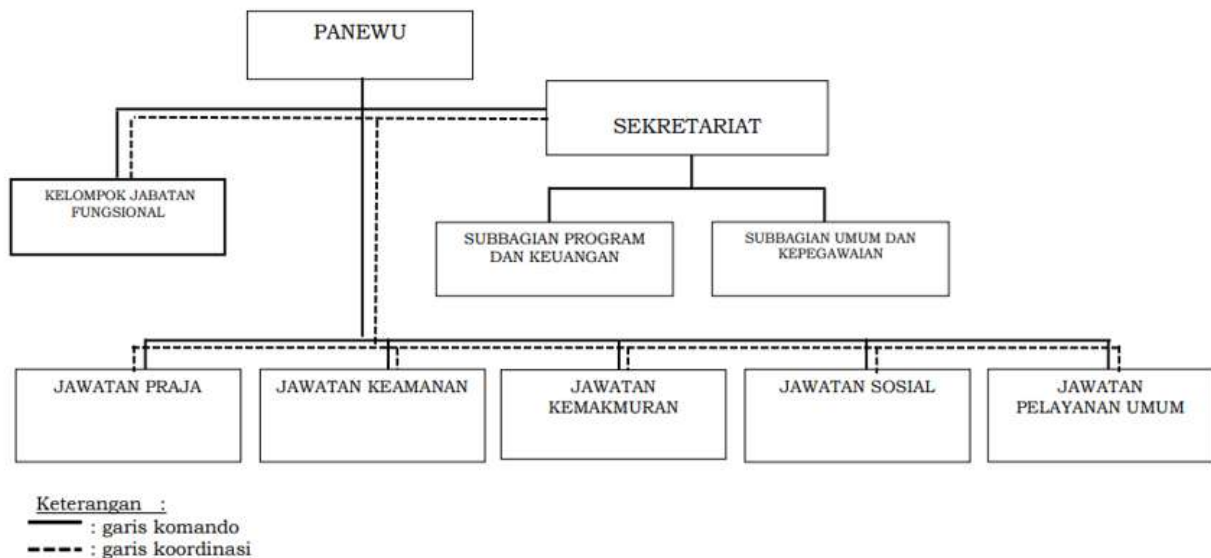 PANEWU
SEKRETARIAT
KELOMPOK JABATAN
FUNGSIONAL
SUBBAGIAN PROGRAM
DAN KEUANGAN
SUBBAGIAN UMUM DAN
KEPEGAWAIAN
JAWATAN PRAJA
JAWATAN KEAMANAN
JAWATAN
KEMAKMURAN
JAWATAN SOSIAL
JAWATAN
PELAYANAN UMUM
Keterangan :
: garis komando
: garis koordinasi